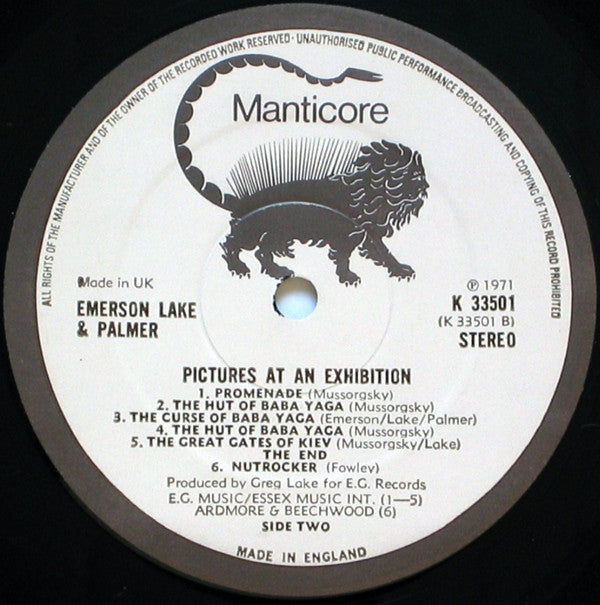 ALL RIGHTS OF THE MANUFACTURER AND OF THE OWNER OF THE RECORDED WORK RESERVED · UNAUTHORISED PUBLIC PERFORMANCE BROADCASTING AND COPYING OF THIS RECORD PROHIBITED
Manticore
Made in UK
EMERSON LAKE
& PALMER
℗ 1971
K 33501
(K 33501 B)
STEREO
PICTURES AT AN EXHIBITION
1. PROMENADE (Mussorgsky)
2. THE HUT OF BABA YAGA (Mussorgsky)
3. THE CURSE OF BABA YAGA (Emerson/Lake/Palmer)
4. THE HUT OF BABA YAGA (Mussorgsky)
5. THE GREAT GATES OF KIEV (Mussorgsky/Lake)
THE END
6. NUTROCKER (Fowley)
Produced by Greg Lake for E.G. Records
E.G. MUSIC/ESSEX MUSIC INT. (1—5)
ARDMORE & BEECHWOOD (6)
SIDE TWO
MADE IN ENGLAND